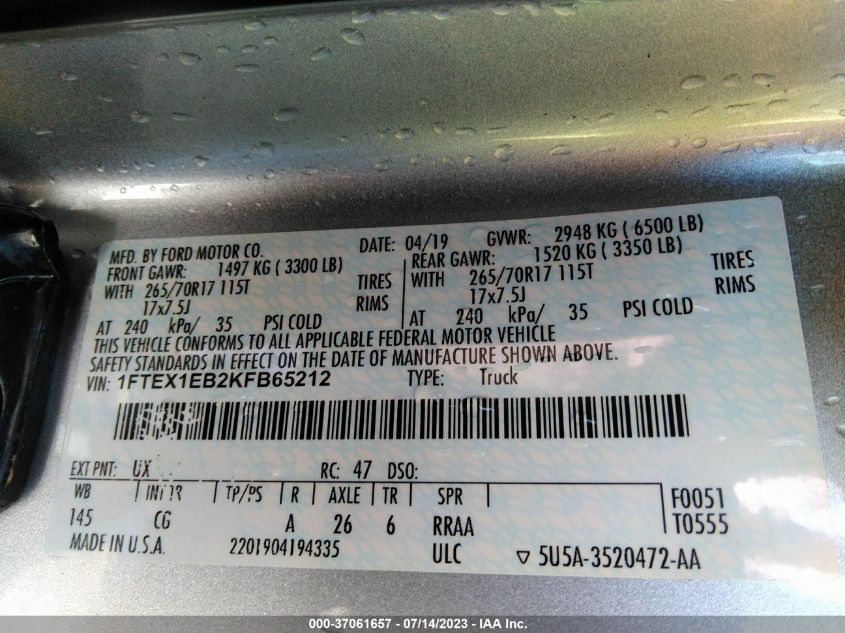 MFD. BY FORD MOTOR CO. DATE: 04/19 GVWR: 2948 KG ( 6500 LB)
FRONT GAWR: 1497 KG ( 3300 LB) REAR GAWR: 1520 KG ( 3350 LB)
WITH 265/70R17 115T TIRES WITH 265/70R17 115T TIRES
17x7.5J RIMS 17x7.5J RIMS
AT 240 kPa/ 35 PSI COLD AT 240 kPa/ 35 PSI COLD
THIS VEHICLE CONFORMS TO ALL APPLICABLE FEDERAL MOTOR VEHICLE
SAFETY STANDARDS IN EFFECT ON THE DATE OF MANUFACTURE SHOWN ABOVE.
VIN: 1FTEX1EB2KFB65212 TYPE: Truck
EXT PNT: UX RC: 47 DSO:
WB TP/PS R AXLE TR SPR F0051
145 CG A 26 6 RRAA T0555
MADE IN U.S.A. 2201904194335 ULC ▽ 5U5A-3520472-AA
000-37061657 / 07/14/2023 - IAA Inc.